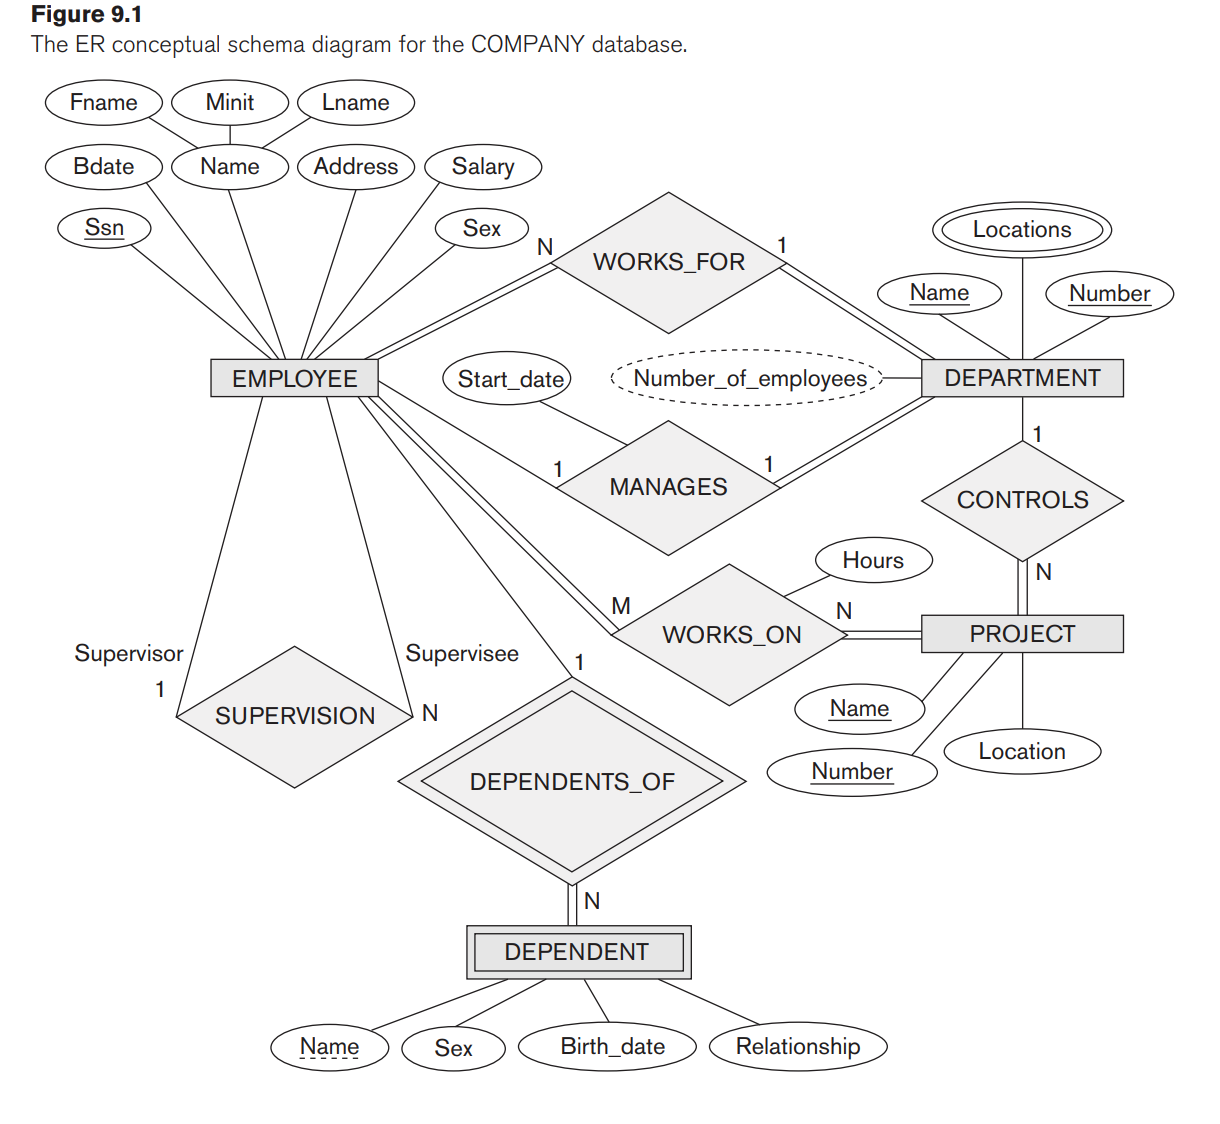 Figure 9.1
The ER conceptual schema diagram for the COMPANY database.
Fname
Minit
Lname
Bdate
Name
Address
Salary
Ssn
Sex
N
WORKS_FOR
1
Locations
Name
Number
EMPLOYEE
Start_date
Number_of_employees
DEPARTMENT
1
MANAGES
1
1
CONTROLS
N
Hours
M
WORKS_ON
N
PROJECT
Supervisor
1
SUPERVISION
Supervisee
N
1
Name
Number
Location
DEPENDENTS_OF
N
DEPENDENT
Name
Sex
Birth_date
Relationship